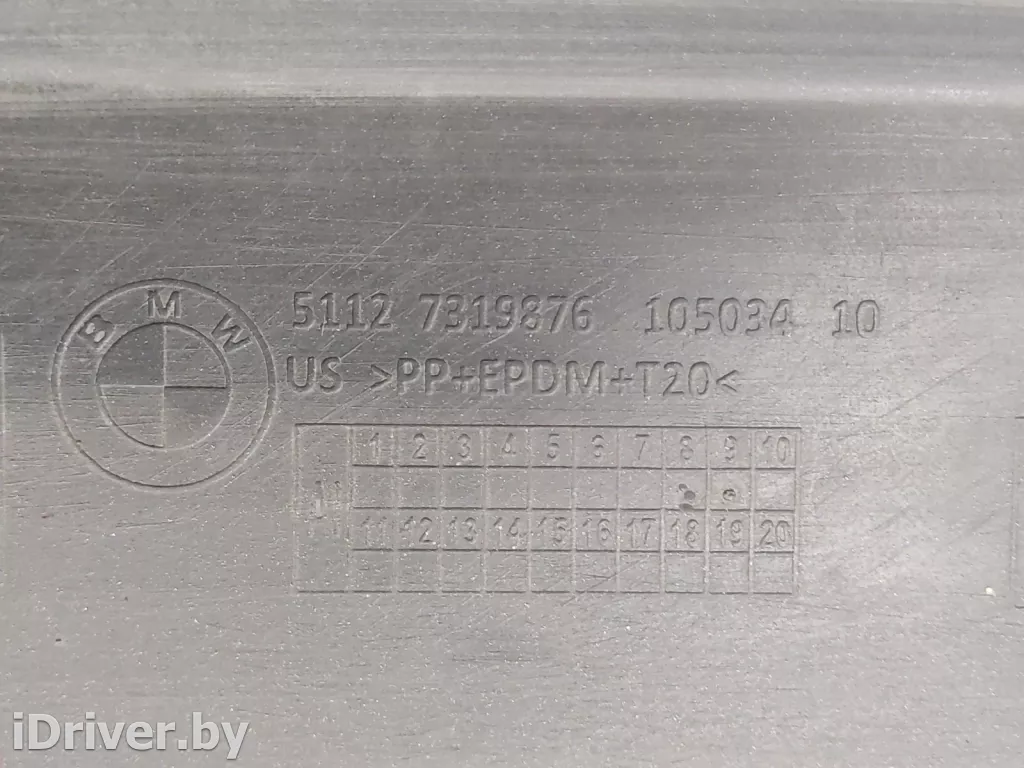 BMW
5112 7319876 105034 10
US >PP+EPDM+T20<
1 2 3 4 5 6 7 8 9 10
11 12 13 14 15 16 17 18 19 20
iDriver.by